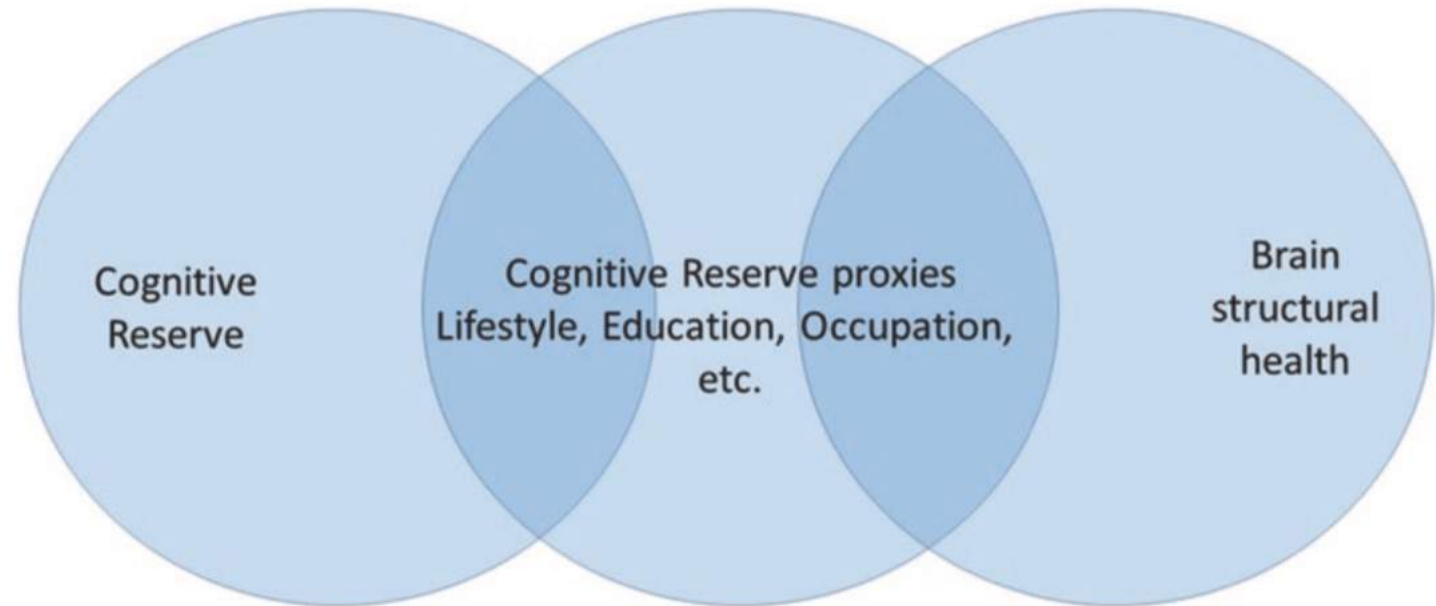 Cognitive
Reserve
Cognitive Reserve proxies
Lifestyle, Education, Occupation,
etc.
Brain
structural
health